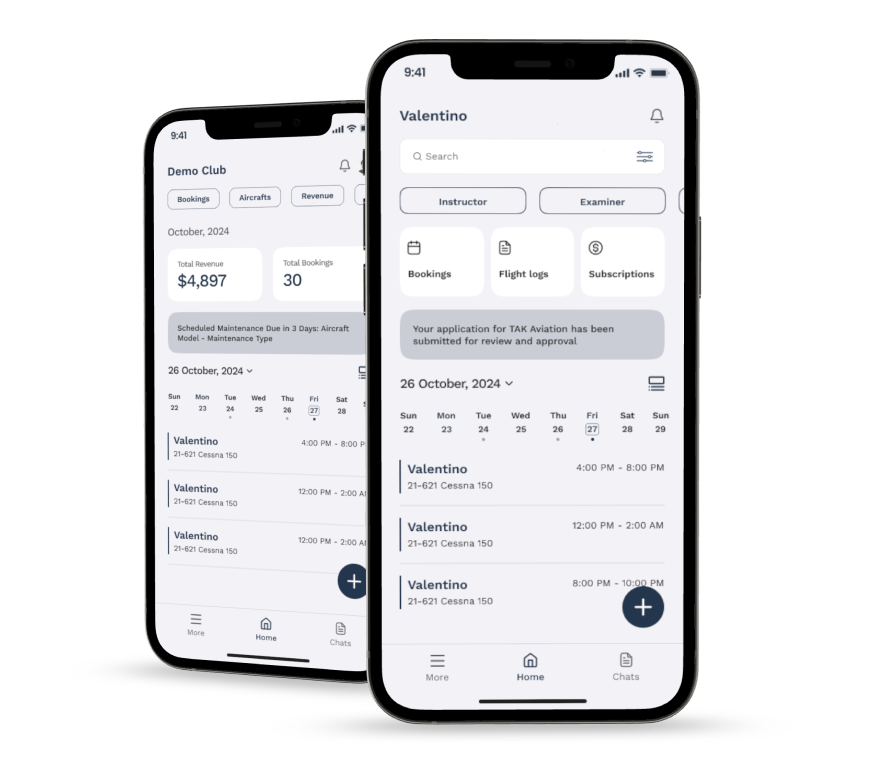 9:41
Demo Club
Bookings
Aircrafts
Revenue
October, 2024
Total Revenue
$4,897
Total Bookings
30
Scheduled Maintenance Due in 3 Days: Aircraft
Model - Maintenance Type
26 October, 2024
Sun Mon Tue Wed Thu Fri Sat
22 23 24 25 26 27 28
Valentino
4:00 PM - 8:00 P
21-621 Cessna 150
Valentino
12:00 PM - 2:00 AM
21-621 Cessna 150
Valentino
12:00 PM - 2:00 AM
21-621 Cessna 150
+
More
Home
Chats
9:41
Valentino
Search
Instructor
Examiner
Bookings
Flight logs
Subscriptions
Your application for TAK Aviation has been
submitted for review and approval
26 October, 2024
Sun Mon Tue Wed Thu Fri Sat Sun
22 23 24 25 26 27 28 29
Valentino
4:00 PM - 8:00 PM
21-621 Cessna 150
Valentino
12:00 PM - 2:00 AM
21-621 Cessna 150
Valentino
8:00 PM - 10:00 PM
21-621 Cessna 150
+
More
Home
Chats